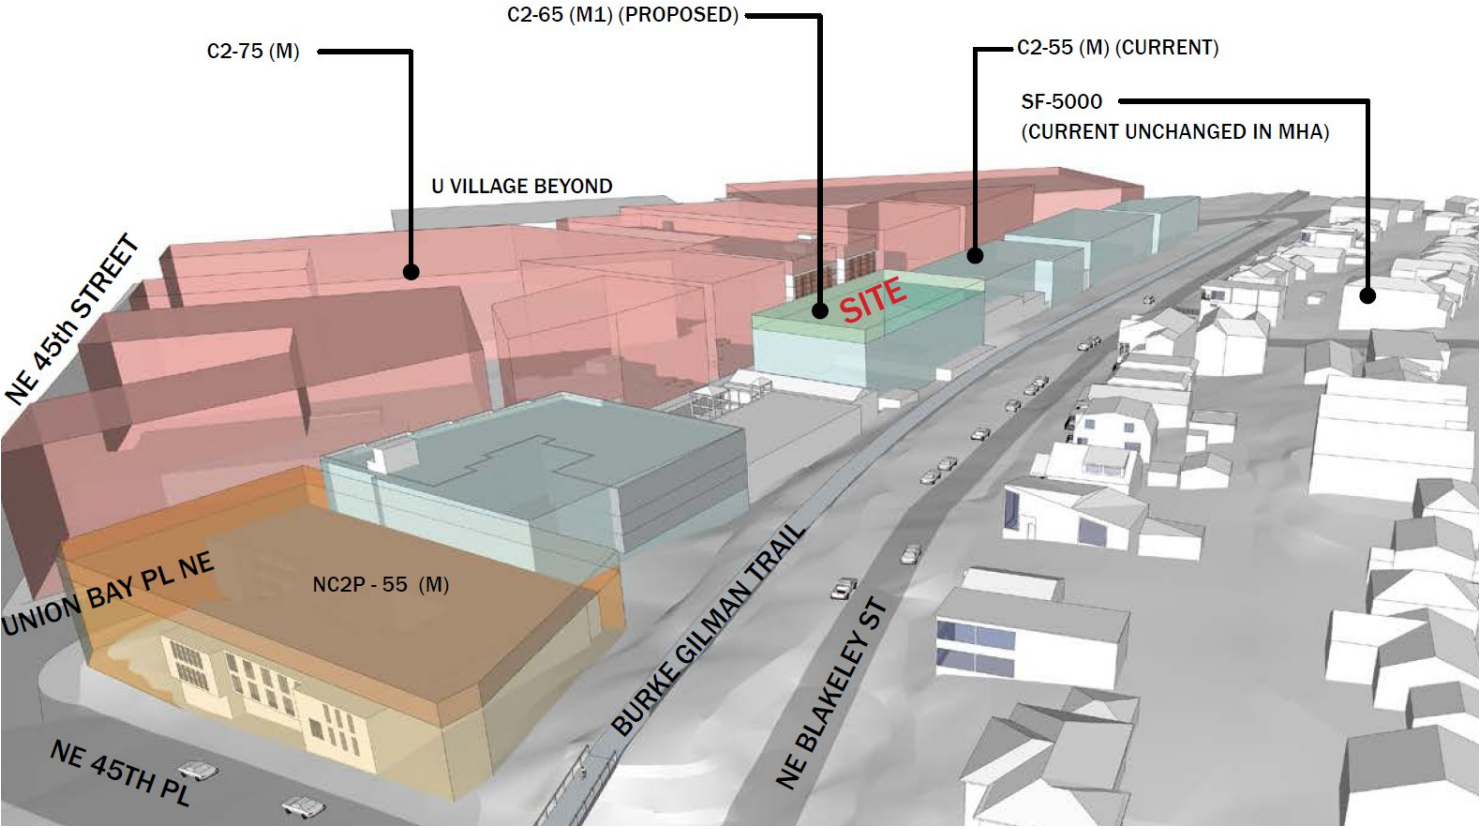 C2-65 (M1) (PROPOSED)
C2-75 (M)
C2-55 (M) (CURRENT)
SF-5000
(CURRENT UNCHANGED IN MHA)
U VILLAGE BEYOND
NE 45th STREET
SITE
UNION BAY PL NE
NC2P - 55 (M)
BURKE GILMAN TRAIL
NE BLAKELEY ST
NE 45TH PL